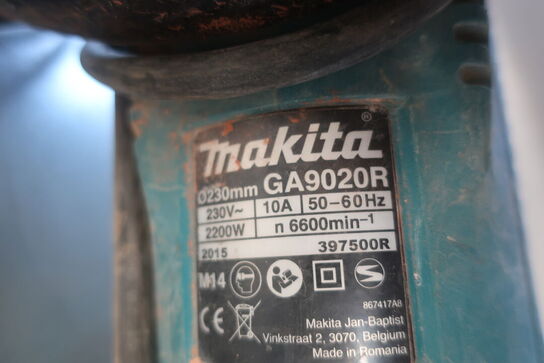 makita®
Ø230mm GA9020R
230V~ 10A 50-60Hz
2200W n 6600min⁻¹
2015 397500R
M14
867417A8
CE
Makita Jan-Baptist
Vinkstraat 2, 3070, Belgium
Made in Romania